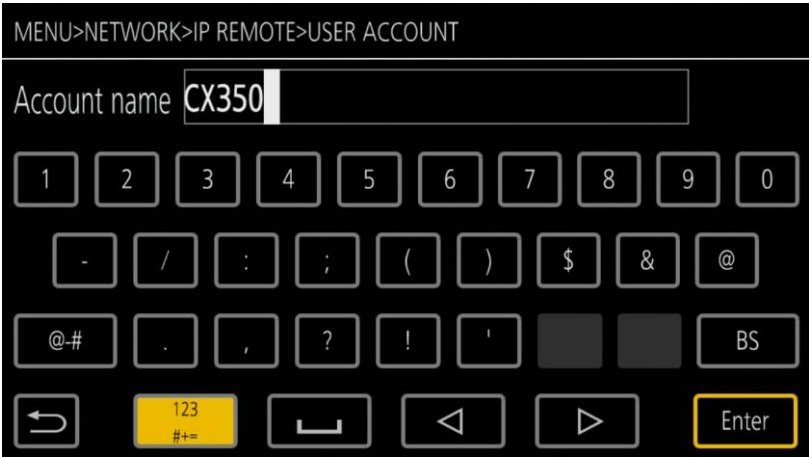 MENU>NETWORK>IP REMOTE>USER ACCOUNT
Account name CX350
1 2 3 4 5 6 7 8 9 0
- / : ; ( ) $ & @
@-# . , ? ! ' BS
123
#+=
Enter